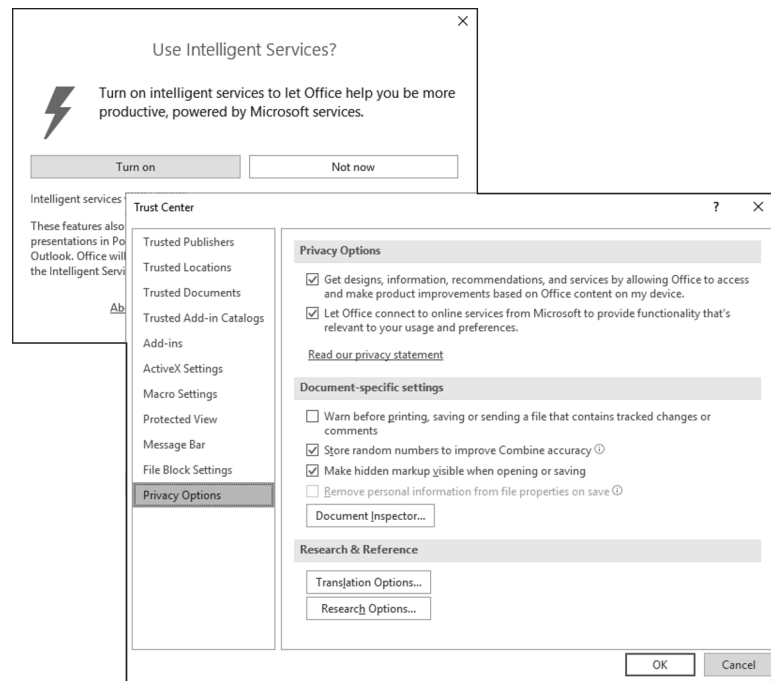 Use Intelligent Services?
Turn on intelligent services to let Office help you be more
productive, powered by Microsoft services.
Turn on
Not now
Intelligent services
These features also
presentations in Po
Outlook. Office will
the Intelligent Servi
Ab
Trust Center
?
Trusted Publishers
Trusted Locations
Trusted Documents
Trusted Add-in Catalogs
Add-ins
ActiveX Settings
Macro Settings
Protected View
Message Bar
File Block Settings
Privacy Options
Privacy Options
Get designs, information, recommendations, and services by allowing Office to access
and make product improvements based on Office content on my device.
Let Office connect to online services from Microsoft to provide functionality that's
relevant to your usage and preferences.
Read our privacy statement
Document-specific settings
Warn before printing, saving or sending a file that contains tracked changes or
comments
Store random numbers to improve Combine accuracy
Make hidden markup visible when opening or saving
Remove personal information from file properties on save
Document Inspector...
Research & Reference
Translation Options...
Research Options...
OK
Cancel